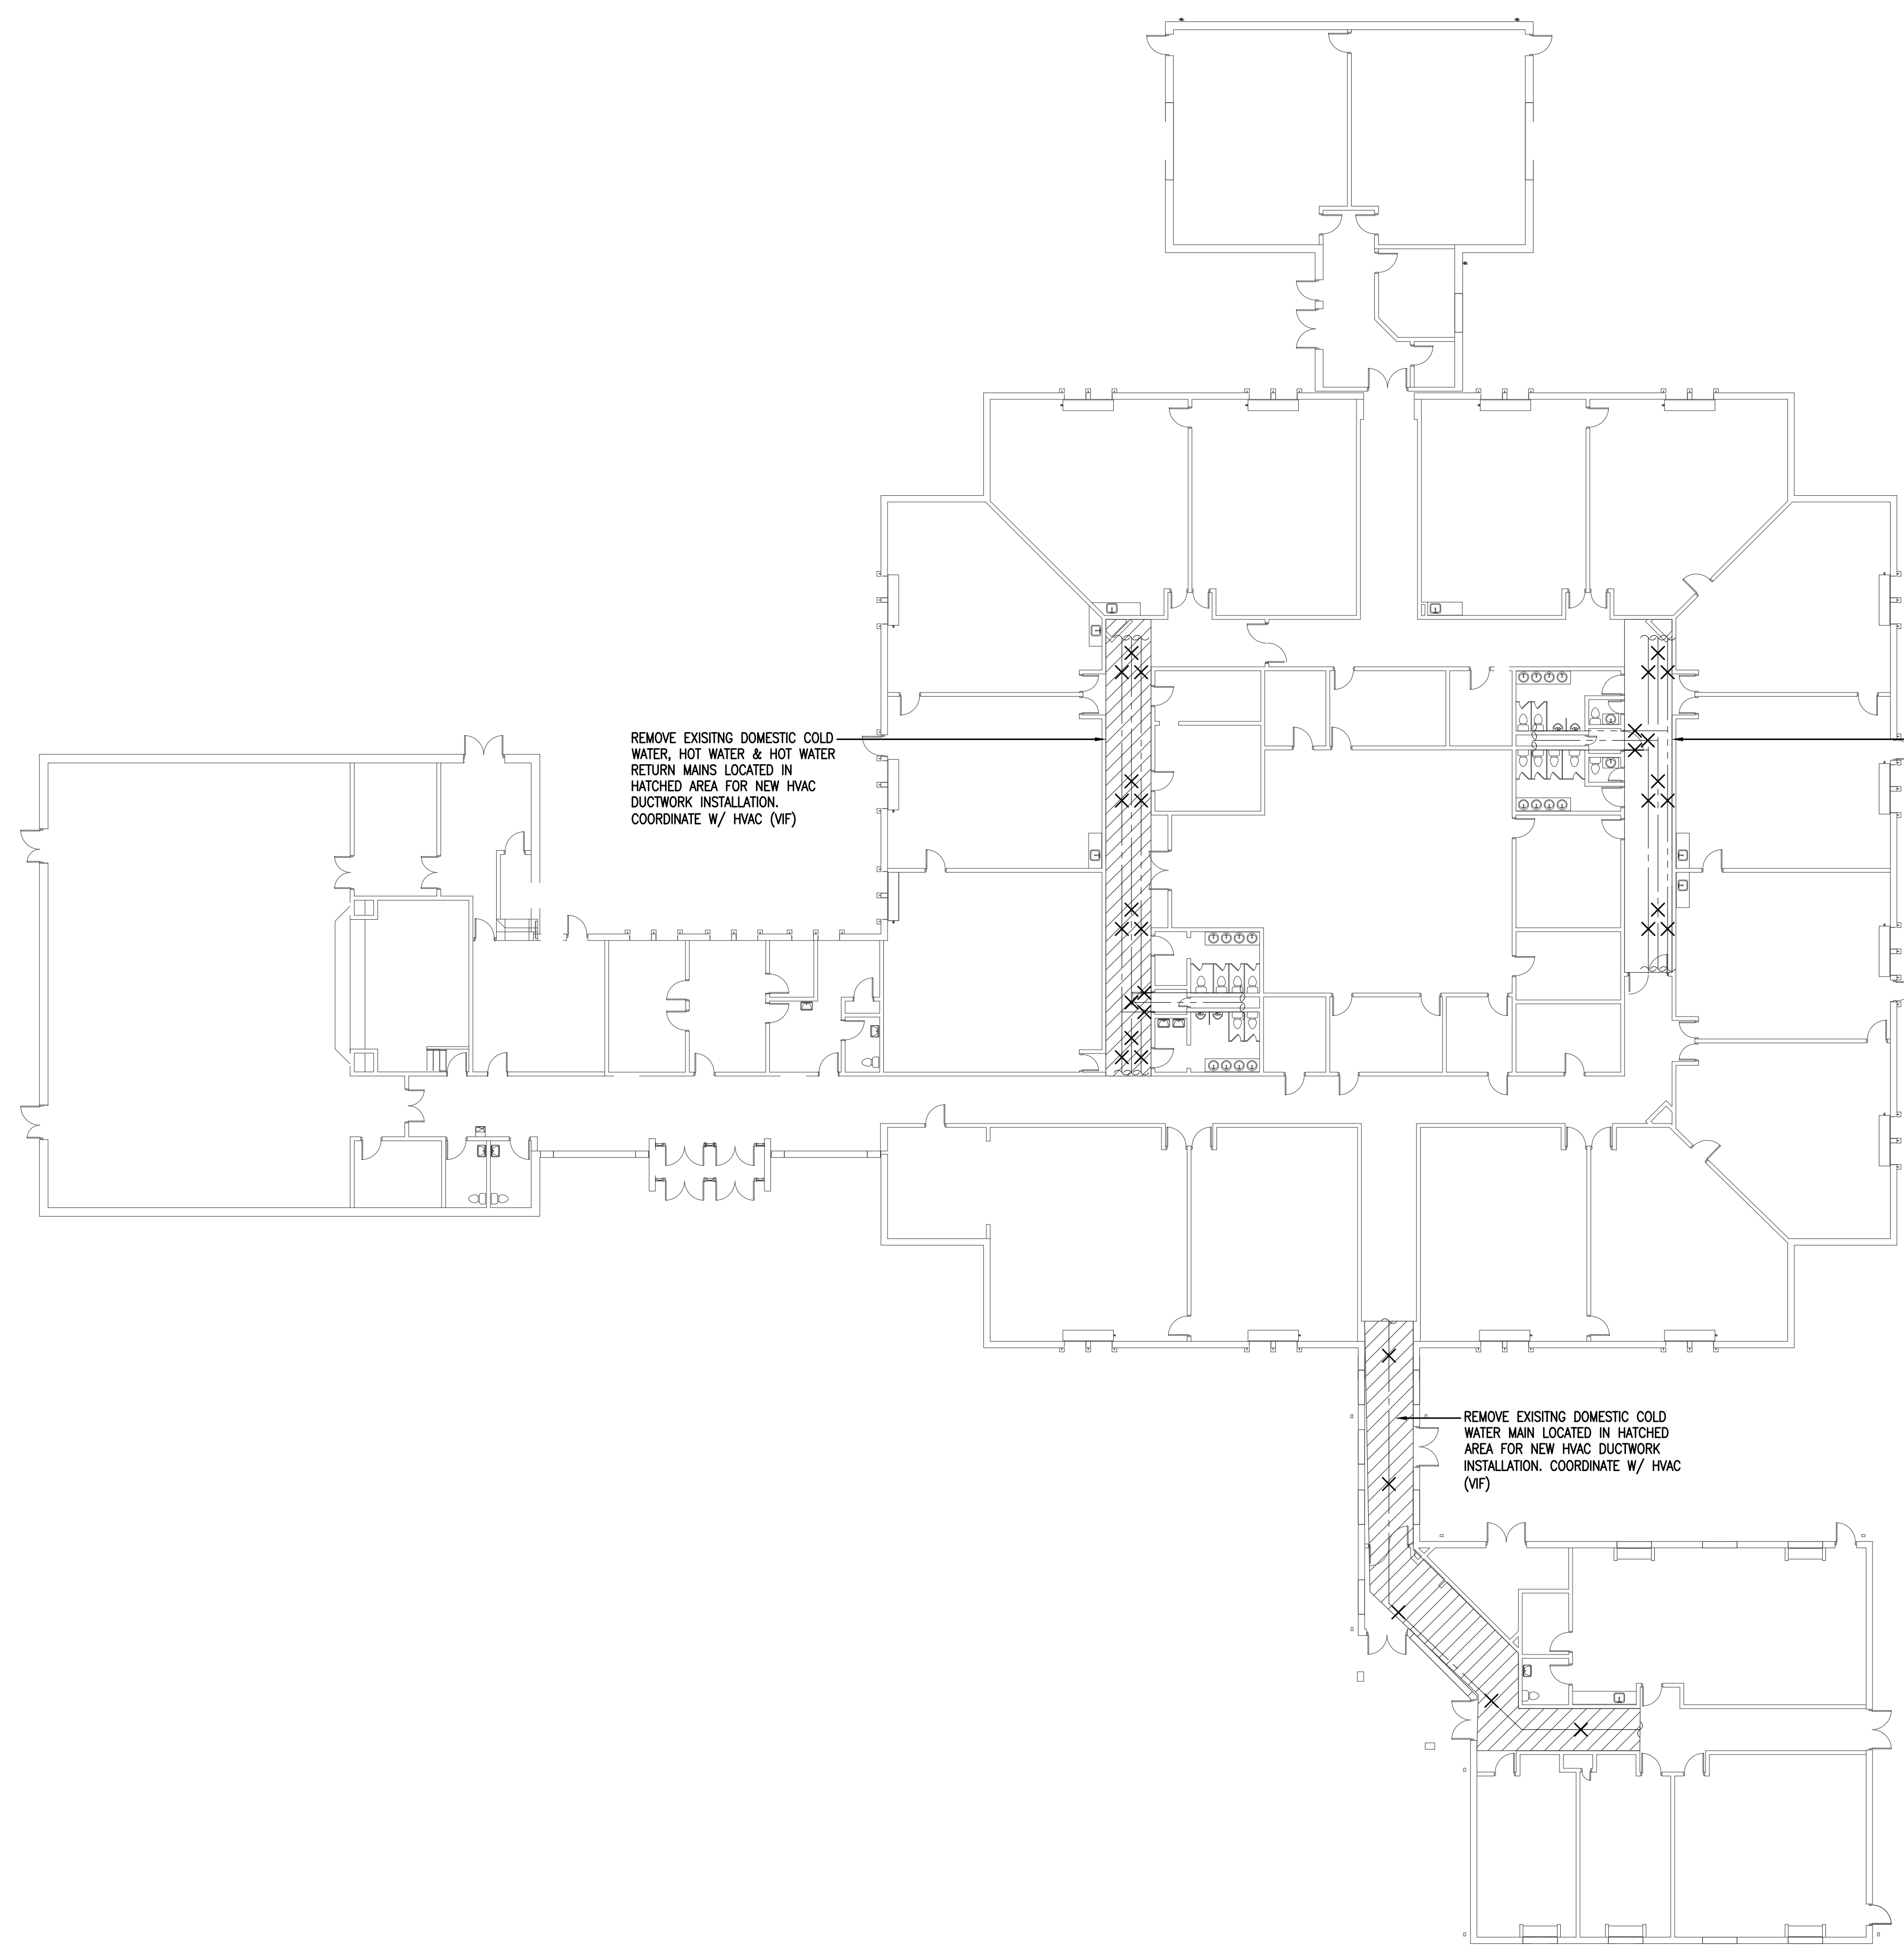 REMOVE EXISITNG DOMESTIC COLD
WATER, HOT WATER & HOT WATER
RETURN MAINS LOCATED IN
HATCHED AREA FOR NEW HVAC
DUCTWORK INSTALLATION.
COORDINATE W/ HVAC (VIF)
REMOVE EXISITNG DOMESTIC COLD
WATER MAIN LOCATED IN HATCHED
AREA FOR NEW HVAC DUCTWORK
INSTALLATION. COORDINATE W/ HVAC
(VIF)